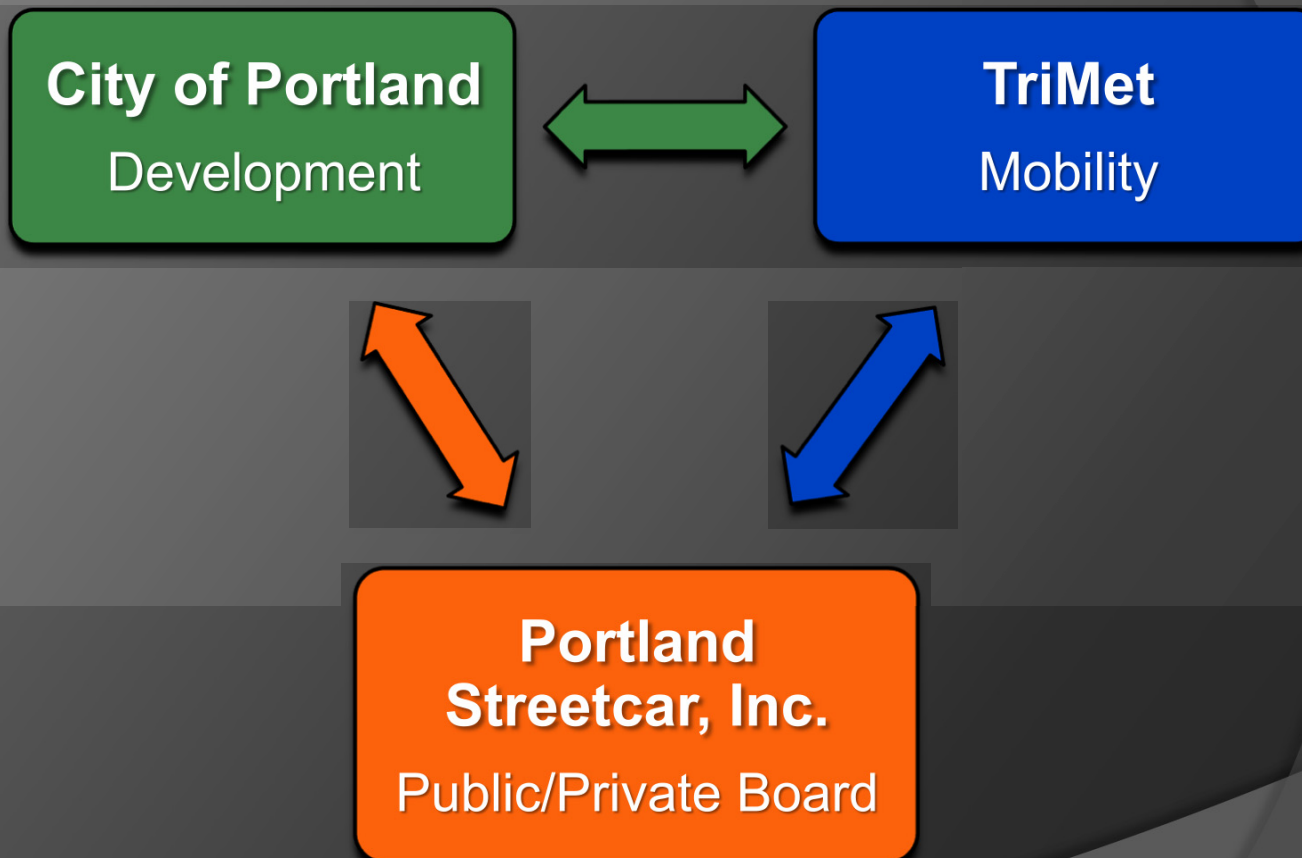 City of Portland
Development
TriMet
Mobility
Portland
Streetcar, Inc.
Public/Private Board